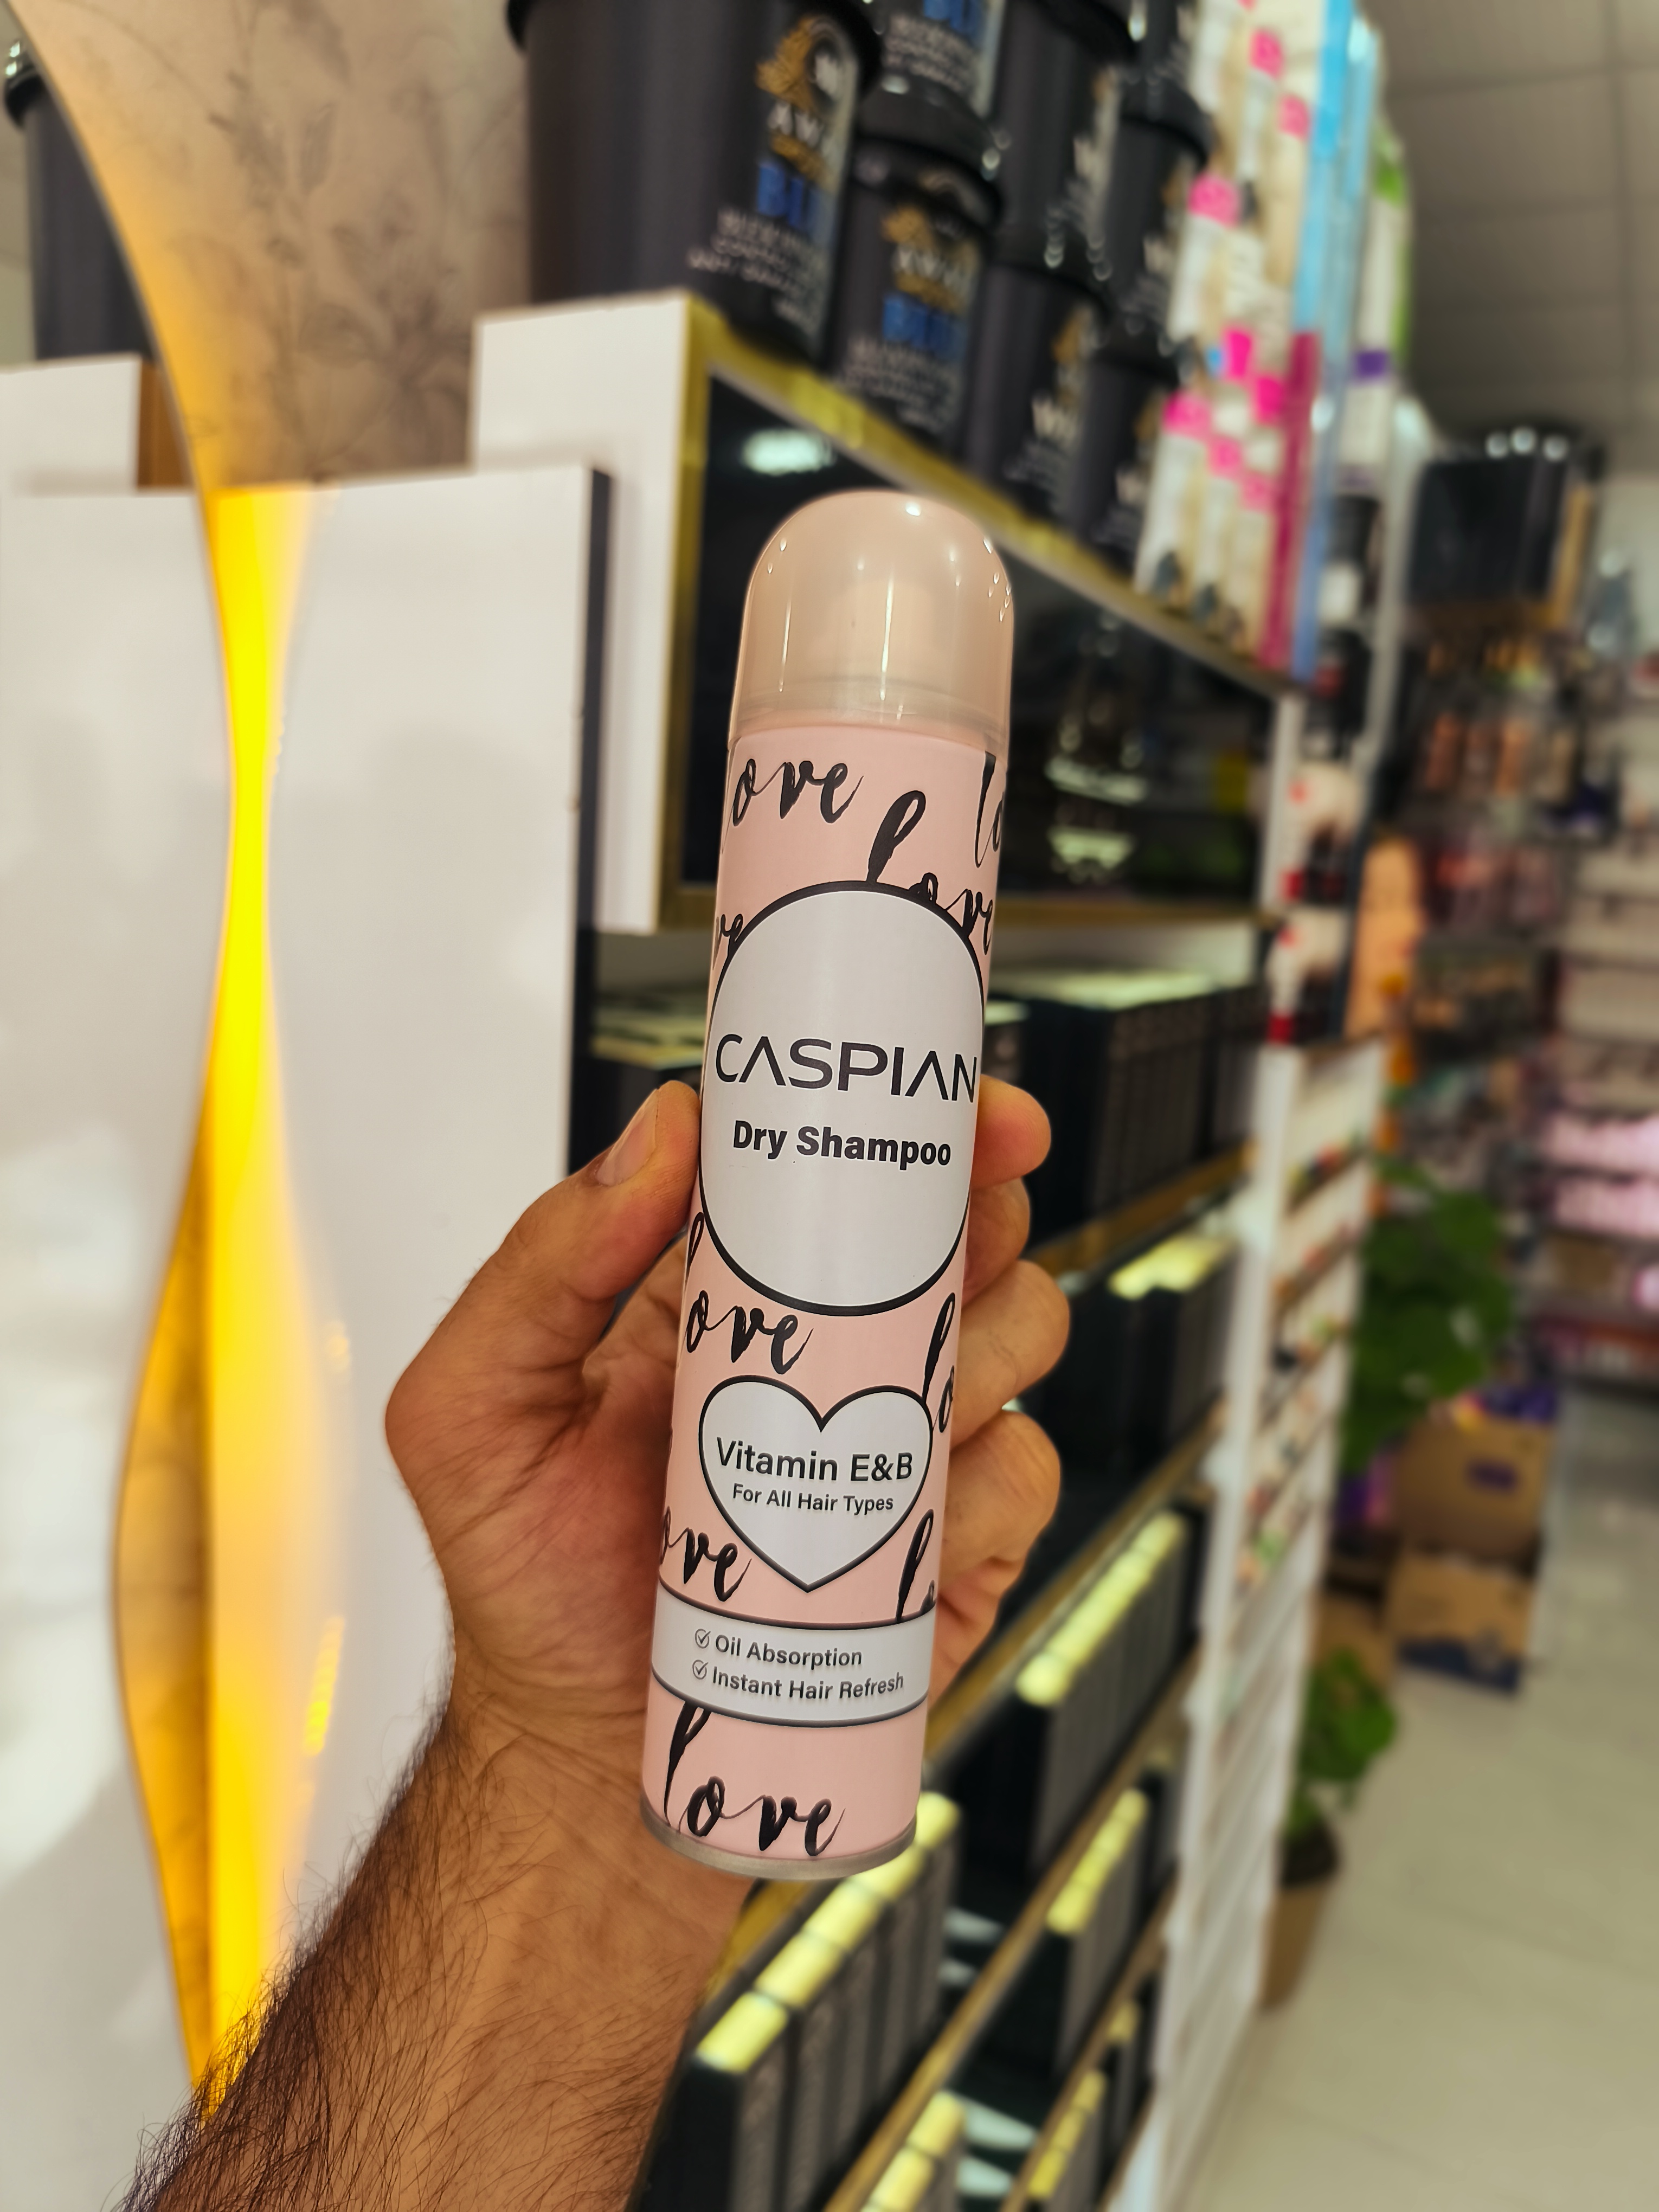 love
love
CASPIAN
Dry Shampoo
love
Vitamin E&B
For All Hair Types
love
Oil Absorption
Instant Hair Refresh
love